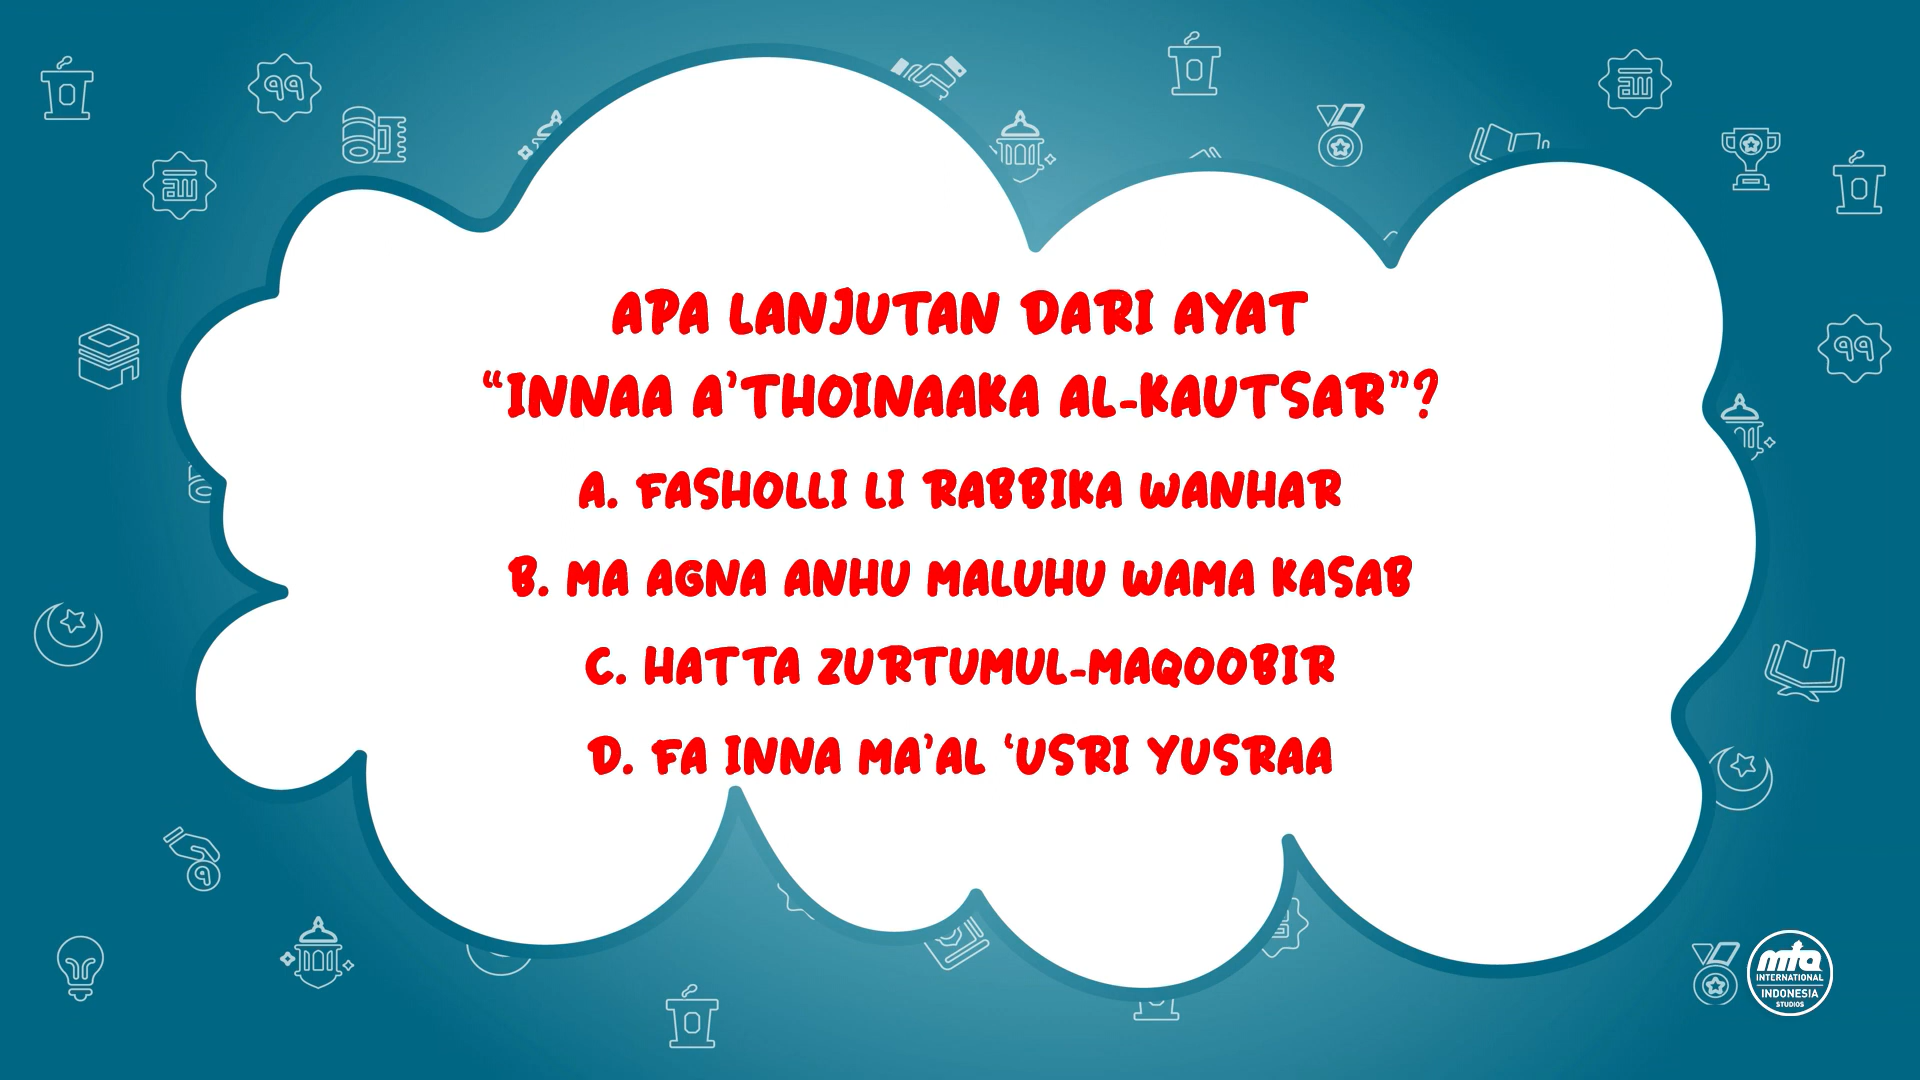 APA LANJUTAN DARI AYAT
“INNAA A’THOINAAKA AL-KAUTSAR”?
A. FASHOLLI LI RABBIKA WANHAR
B. MA AGNA ANHU MALUHU WAMA KASAB
C. HATTA ZURTUMUL-MAQOOBIR
D. FA INNA MA’AL ‘USRI YUSRAA
mtq
INTERNATIONAL
INDONESIA
STUDIOS